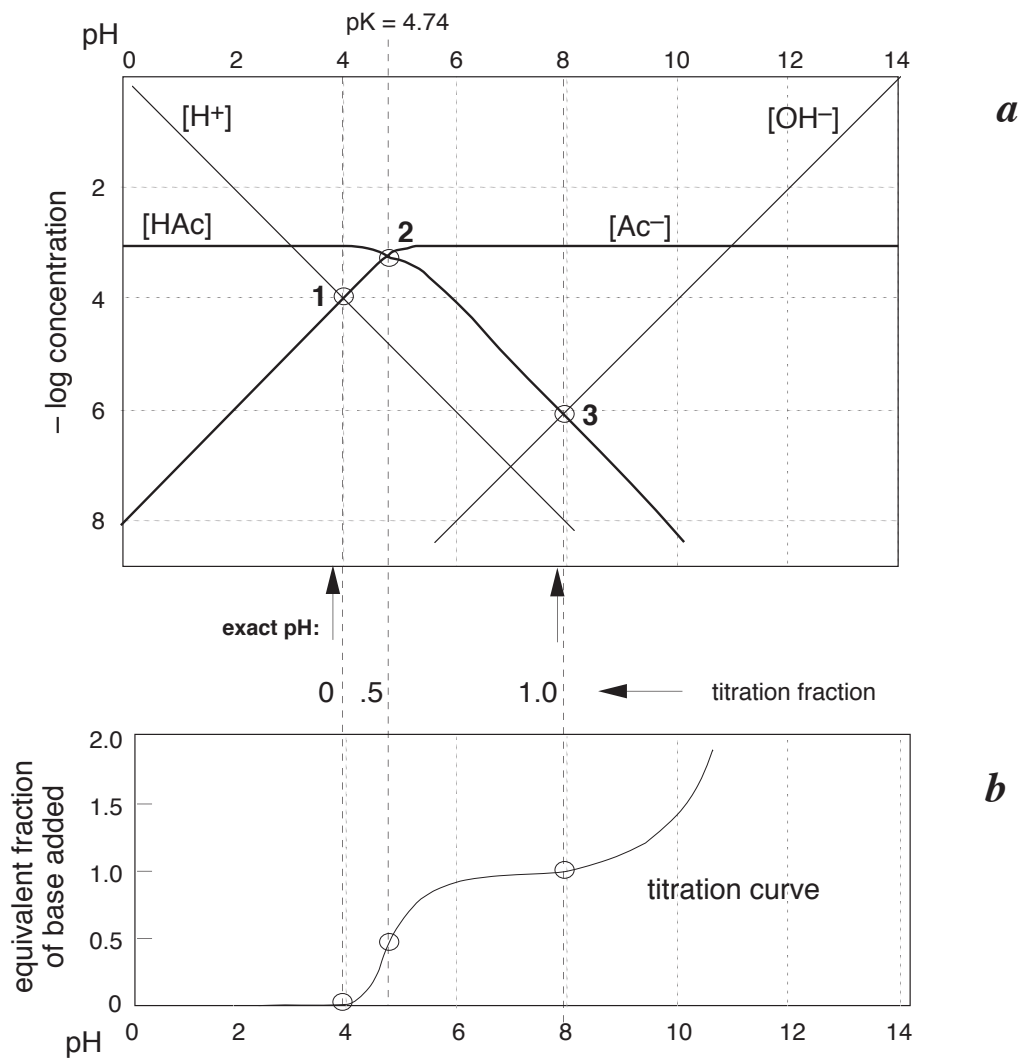 pK = 4.74
pH
0 2 4 6 8 10 12 14
a
[H+]
[OH–]
2
[HAc]
2
[Ac–]
– log concentration
4
1
6
3
8
exact pH:
0 .5 1.0 titration fraction
2.0
equivalent fraction
of base added
1.5
b
1.0
titration curve
0.5
0
pH
0 2 4 6 8 10 12 14